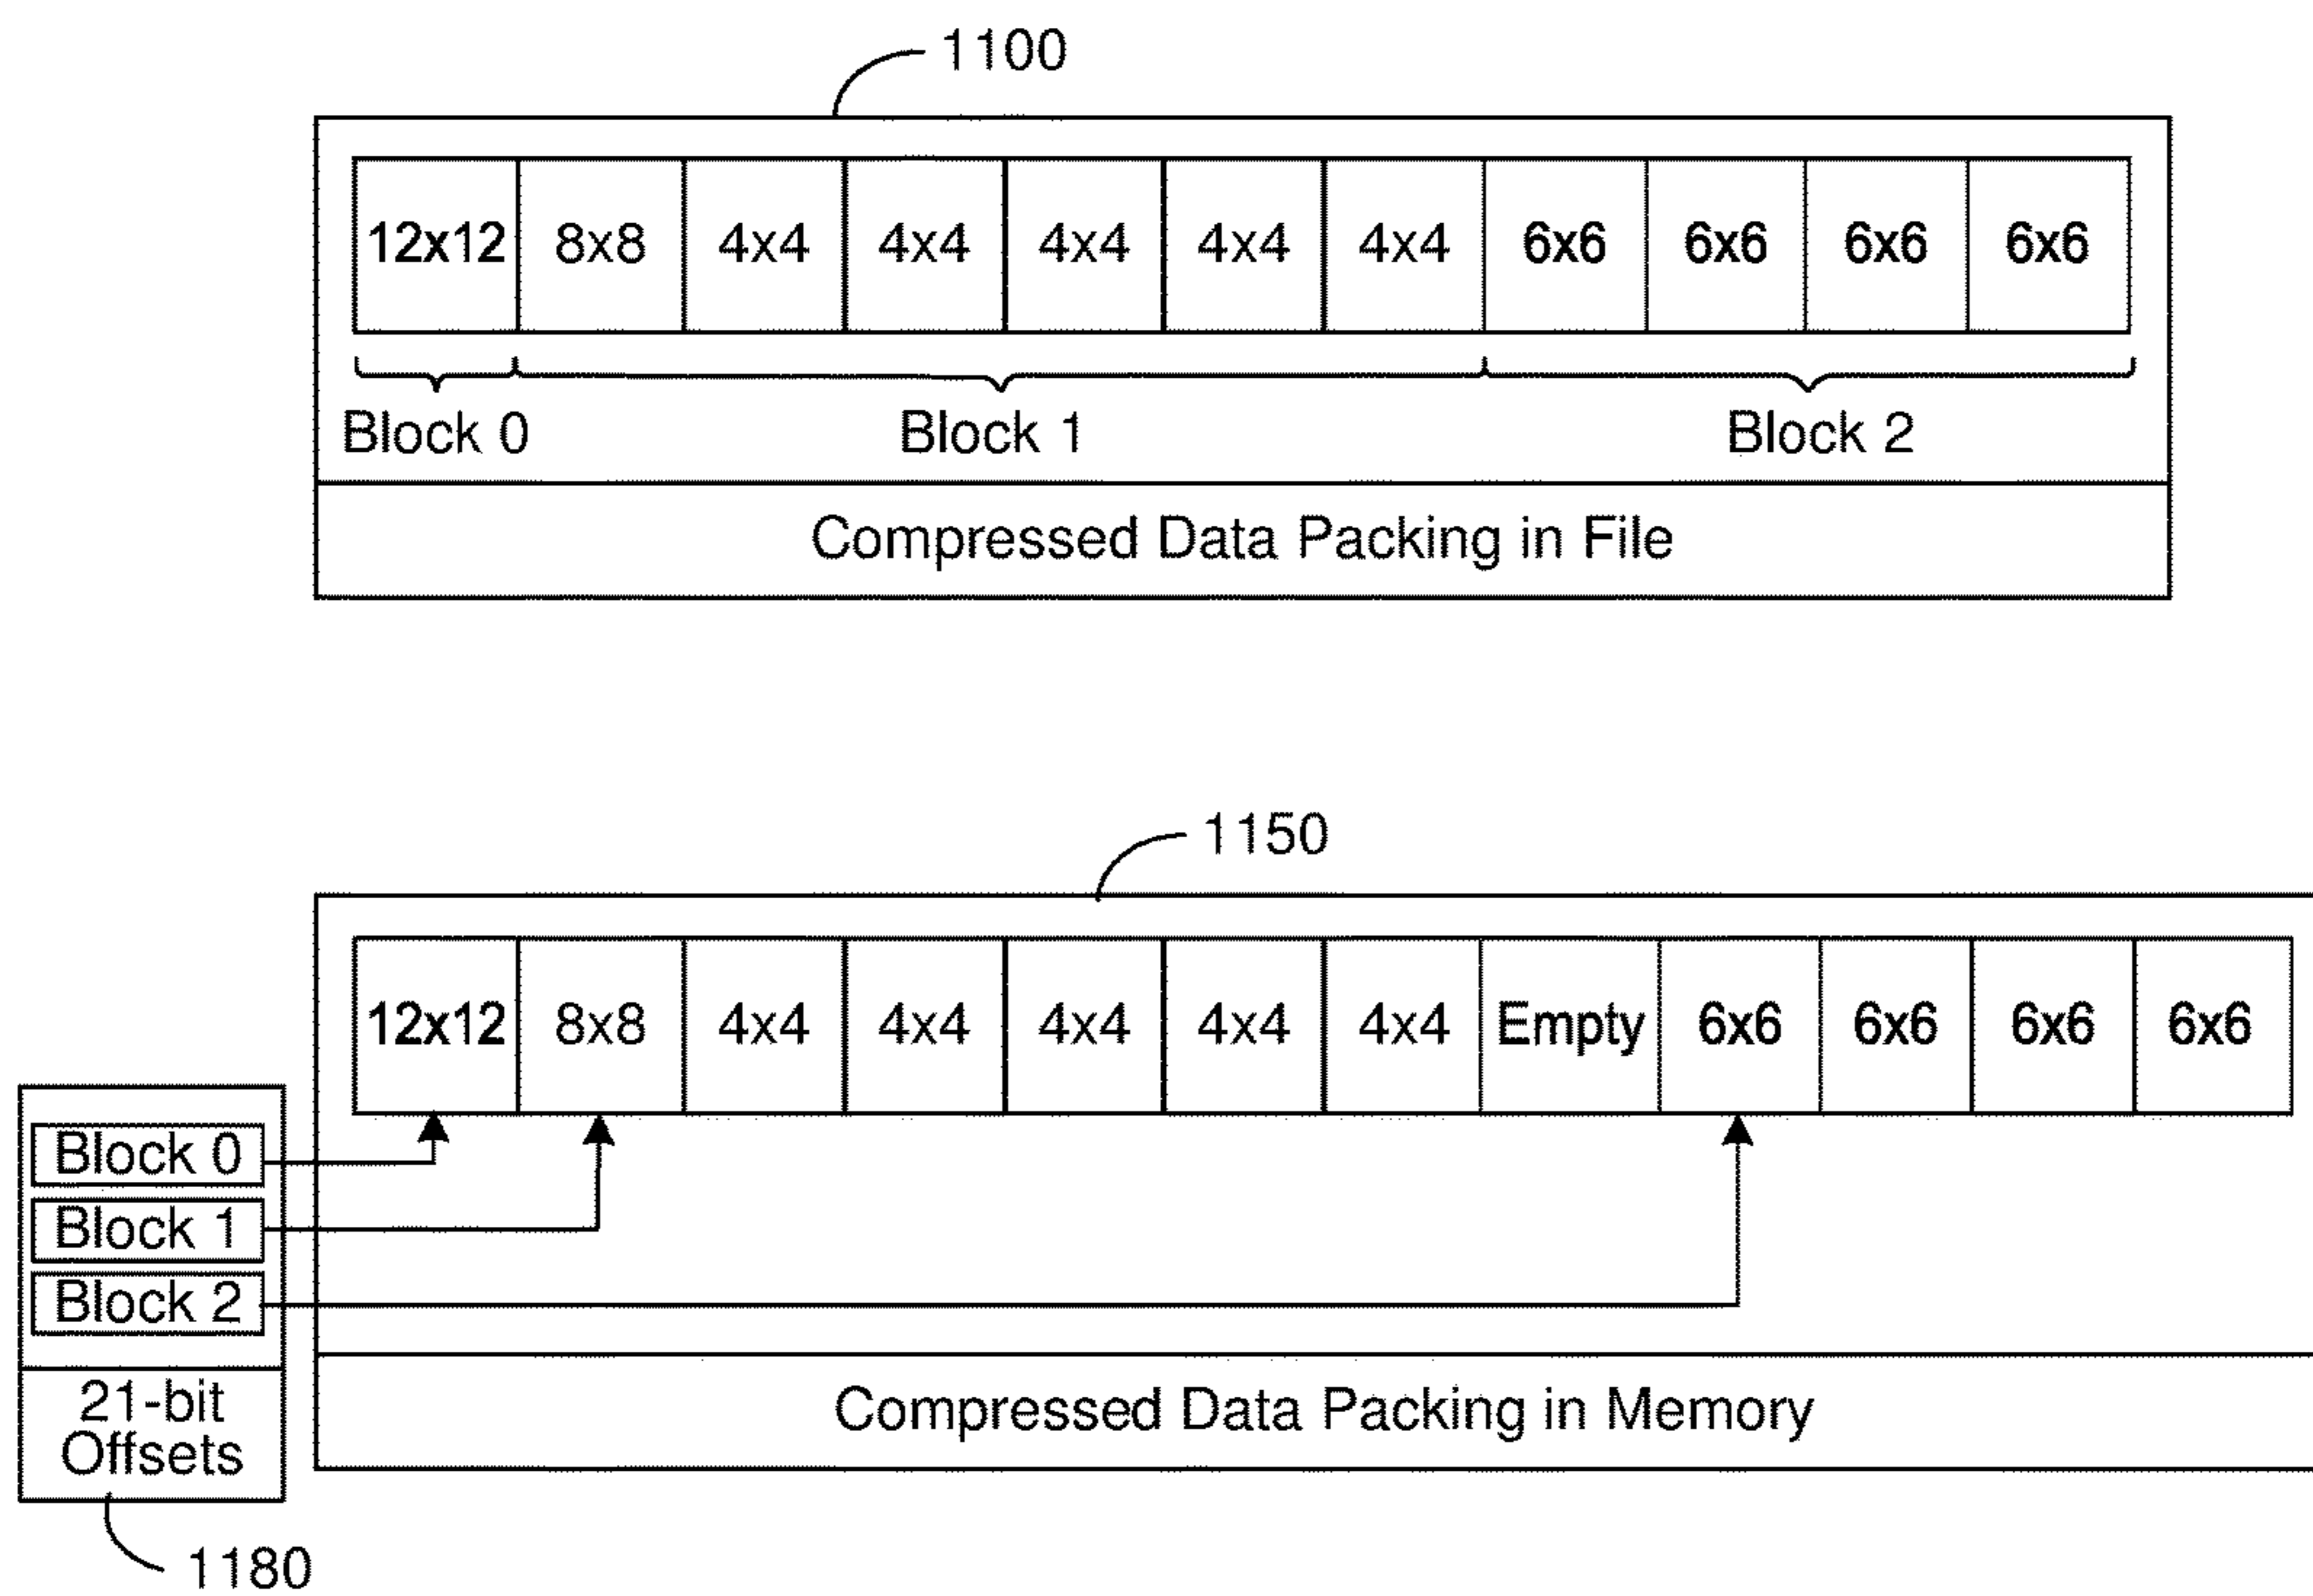 1100
12x12 8x8 4x4 4x4 4x4 4x4 4x4 6x6 6x6 6x6 6x6
Block 0 Block 1 Block 2
Compressed Data Packing in File
1150
12x12 8x8 4x4 4x4 4x4 4x4 4x4 Empty 6x6 6x6 6x6 6x6
Block 0
Block 1
Block 2
21-bit
Offsets
Compressed Data Packing in Memory
1180